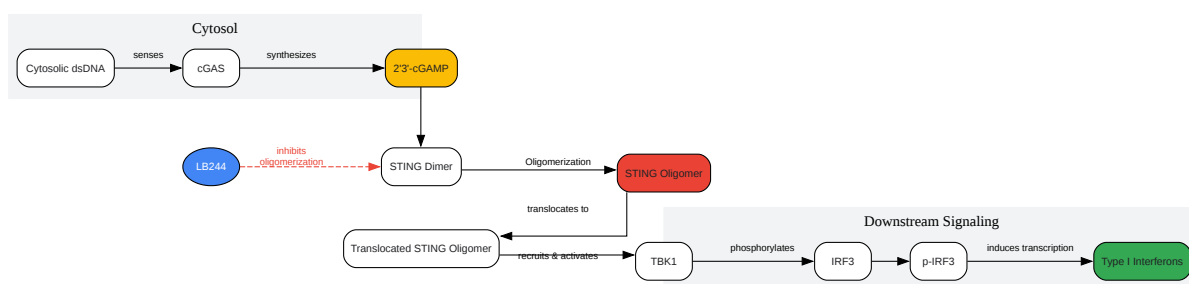 Cytosol
Cytosolic dsDNA
senses
cGAS
synthesizes
2'3'-cGAMP
LB244
inhibits
oligomerization
STING Dimer
Oligomerization
STING Oligomer
translocates to
Translocated STING Oligomer
recruits & activates
Downstream Signaling
TBK1
phosphorylates
IRF3
p-IRF3
induces transcription
Type I Interferons